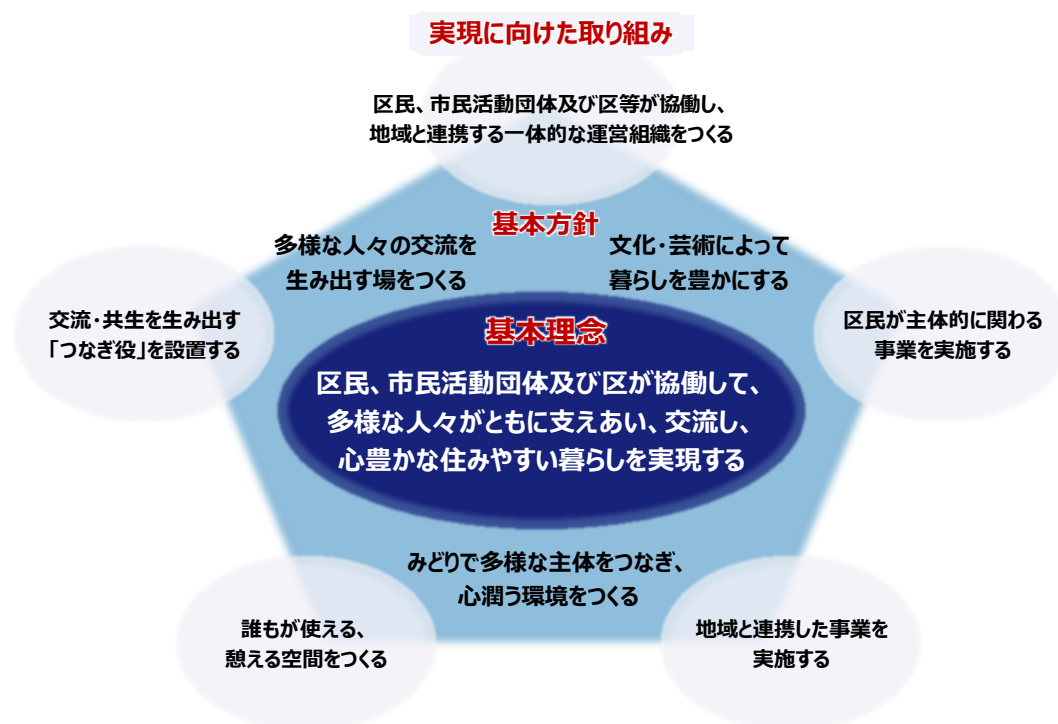 実現に向けた取り組み
区民、市民活動団体及び区等が協働し、
地域と連携する一体的な運営組織をつくる
基本方針
多様な人々の交流を
生み出す場をつくる
文化・芸術によって
暮らしを豊かにする
交流・共生を生み出す
「つなぎ役」を設置する
区民が主体的に関わる
事業を実施する
基本理念
区民、市民活動団体及び区が協働して、
多様な人々がともに支えあい、交流し、
心豊かな住みやすい暮らしを実現する
みどりで多様な主体をつなぎ、
心潤う環境をつくる
誰もが使える、
憩える空間をつくる
地域と連携した事業を
実施する